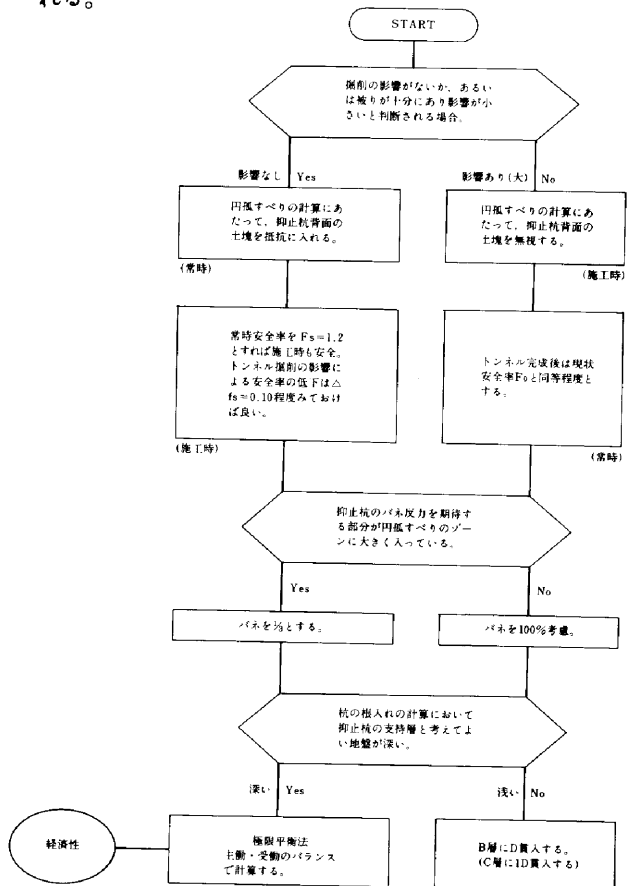 れる。
START
掘削の影響がないか、あるい
は被りが十分にあり影響が小
さいと判断される場合。
影響なし Yes
影響あり(大) No
円弧すべりの計算にあ
たって、抑止杭背面の
土塊を抵抗に入れる。
(常時)
円弧すべりの計算にあ
たって、抑止杭背面の
土塊を無視する。
(施工時)
常時安全率をFs=1.2
とすれば施工時も安全。
トンネル掘削の影響に
よる安全率の低下は△
fs=0.10程度みておけ
ば良い。
(施工時)
トンネル完成後は現状
安全率F₀と同等程度と
する。
(常時)
抑止杭のバネ反力を期待す
る部分が円弧すべりのゾー
ンに大きく入っている。
Yes
No
バネを⅓とする。
バネを100%考慮。
杭の根入れの計算において
抑止杭の支持層と考えてよ
い地盤が深い。
深い Yes
浅い No
経済性
極限平衡法
主働・受働のバランス
で計算する。
B層にD貫入する。
(C層に1D貫入する)